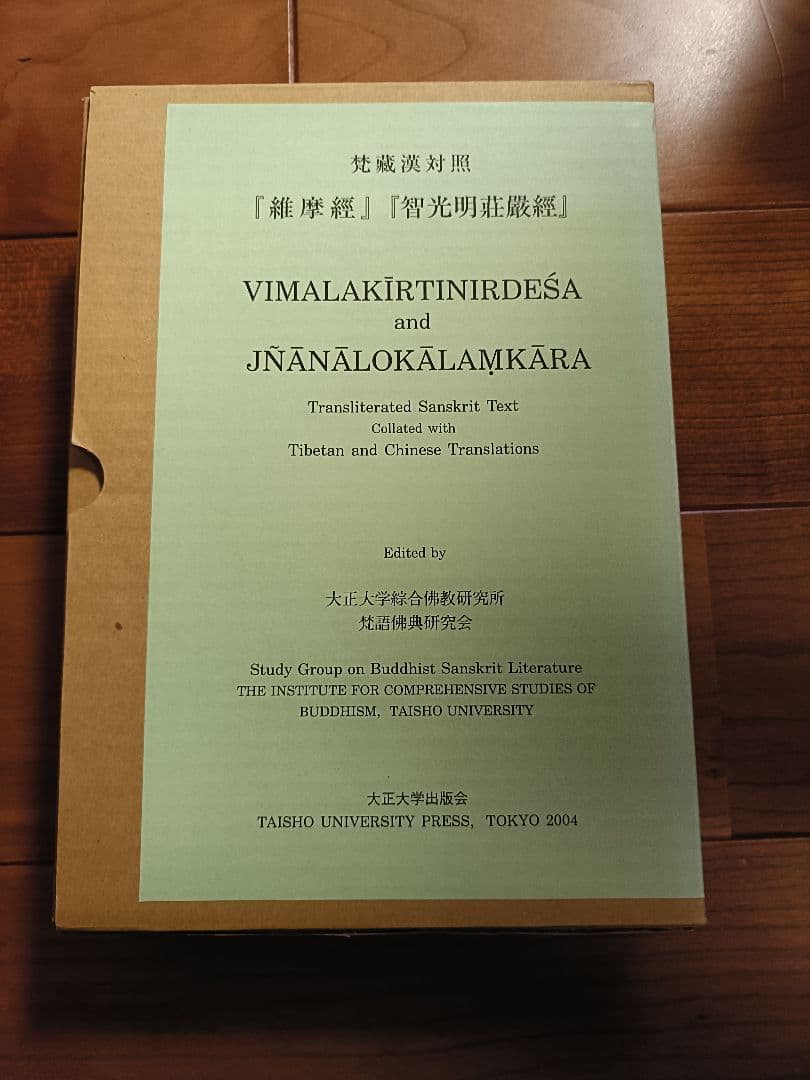 梵藏漢対照
『維摩經』『智光明莊嚴經』
VIMALAKĪRTINIRDEŚA
and
JÑĀNĀLOKĀLAṂKĀRA
Transliterated Sanskrit Text
Collated with
Tibetan and Chinese Translations
Edited by
大正大学綜合佛教研究所
梵語佛典研究会
Study Group on Buddhist Sanskrit Literature
THE INSTITUTE FOR COMPREHENSIVE STUDIES OF
BUDDHISM, TAISHO UNIVERSITY
大正大学出版会
TAISHO UNIVERSITY PRESS, TOKYO 2004